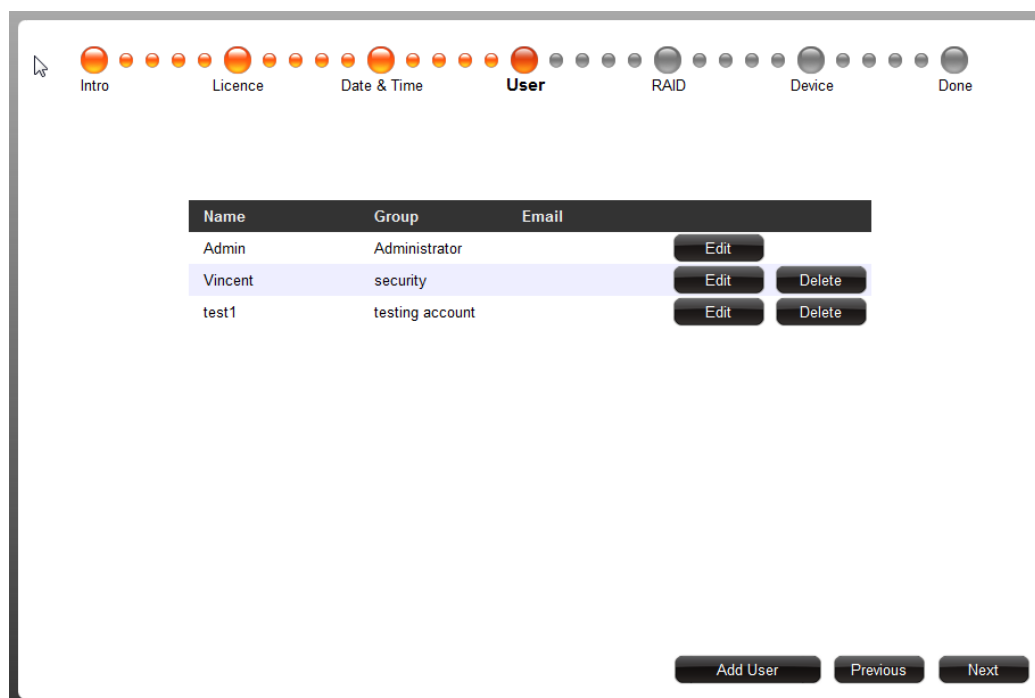 Intro Licence Date & Time User RAID Device Done
Name Group Email
Admin Administrator Edit
Vincent security Edit Delete
test1 testing account Edit Delete
Add User Previous Next